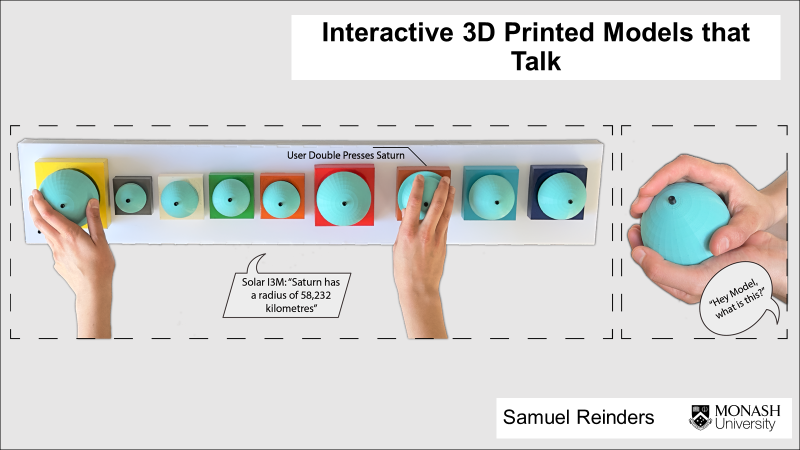 Interactive 3D Printed Models that
Talk
User Double Presses Saturn
Solar I3M: “Saturn has
a radius of 58,232
kilometres”
“Hey Model,
what is this?”
Samuel Reinders
MONASH
University